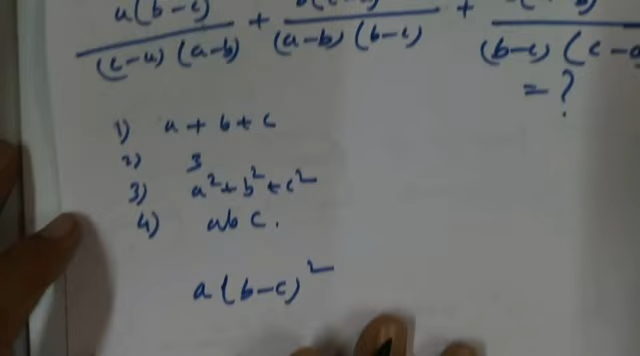 a(b-c)/(c-a)(a-b) + /(a-b)(b-c) + /(b-c)(c-a
= ?
1) a + b + c
2) 3
3) a²+b²+c²
4) abc.
a(b-c)²